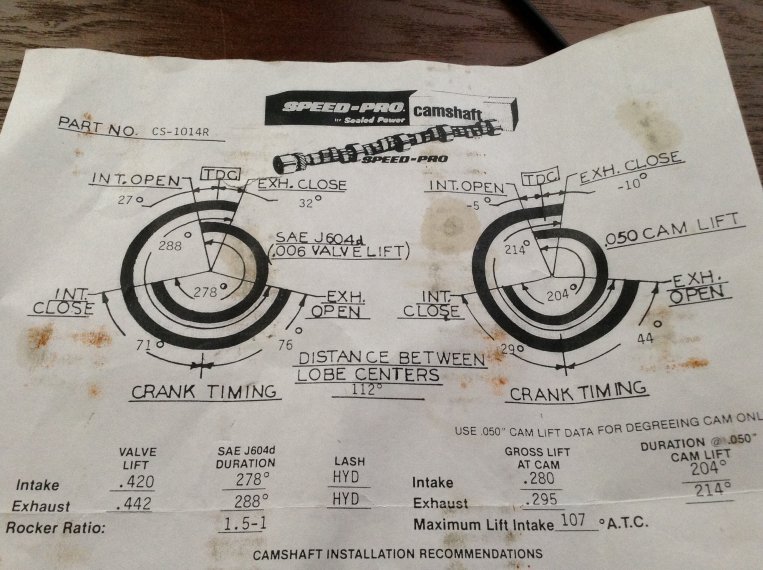 SPEED-PRO camshaft
by Sealed Power
SPEED-PRO
PART NO. CS-1014R
INT. OPEN TDC EXH. CLOSE
27° 32°
288°
278°
SAE J604d
(.006 VALVE LIFT)
INT. CLOSE
EXH. OPEN
71° 76°
CRANK TIMING
INT. OPEN TDC EXH. CLOSE
-5° -10°
214°
204°
.050 CAM LIFT
INT. CLOSE
EXH. OPEN
29° 44°
CRANK TIMING
DISTANCE BETWEEN
LOBE CENTERS
112°
USE .050" CAM LIFT DATA FOR DEGREEING CAM ONL
VALVE LIFT SAE J604d DURATION LASH
Intake .420 278° HYD
Exhaust .442 288° HYD
Rocker Ratio: 1.5-1
GROSS LIFT AT CAM DURATION @ .050" CAM LIFT
Intake .280 204°
Exhaust .295 214°
Maximum Lift Intake 107 °A.T.C.
CAMSHAFT INSTALLATION RECOMMENDATIONS